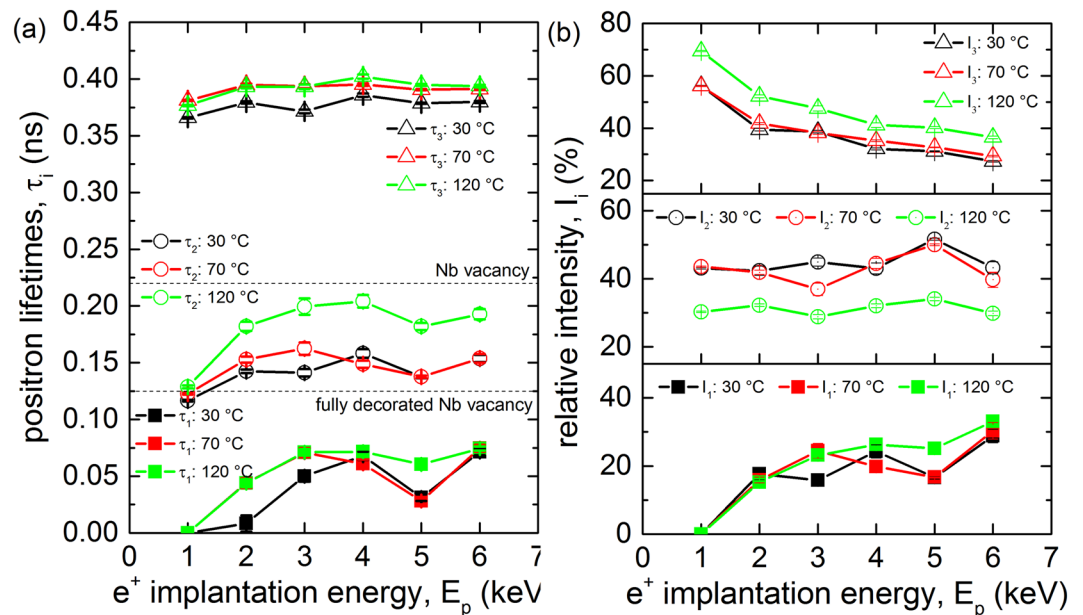 (a)
positron lifetimes, τi (ns)
0.45
0.40
0.35
0.30
0.25
0.20
0.15
0.10
0.05
0.00
τ3: 30 °C
τ3: 70 °C
τ3: 120 °C
τ2: 30 °C
τ2: 70 °C
τ2: 120 °C
Nb vacancy
fully decorated Nb vacancy
τ1: 30 °C
τ1: 70 °C
τ1: 120 °C
0 1 2 3 4 5 6 7
e+ implantation energy, Ep (keV
(b)
relative intensity, Ii (%)
80
60
40
20
I3: 30 °C
I3: 70 °C
I3: 120 °C
60
40
20
I2: 30 °C I2: 70 °C I2: 120 °C
40
20
0
I1: 30 °C I1: 70 °C I1: 120 °C
0 1 2 3 4 5 6 7
e+ implantation energy, Ep (keV)